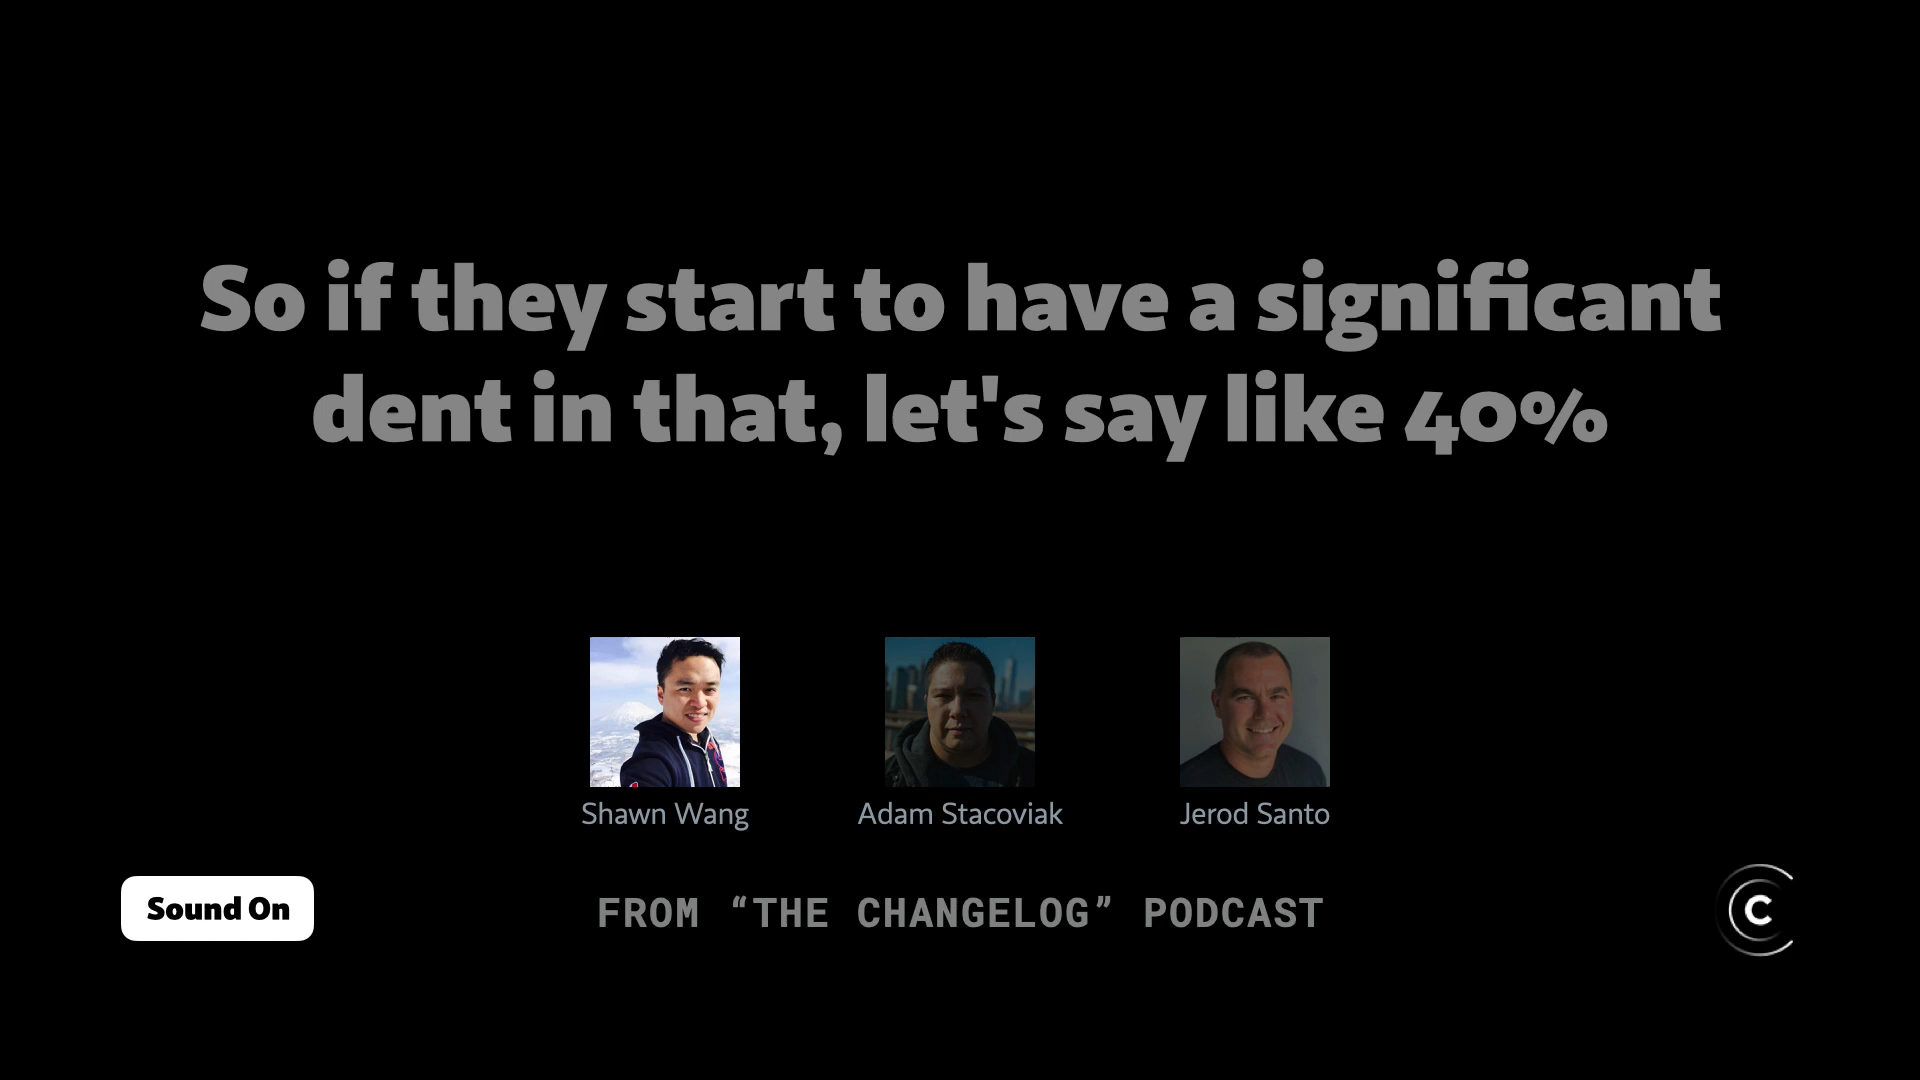 So if they start to have a significant
dent in that, let's say like 40%
Shawn Wang
Adam Stacoviak
Jerod Santo
Sound On
FROM “THE CHANGELOG” PODCAST
C